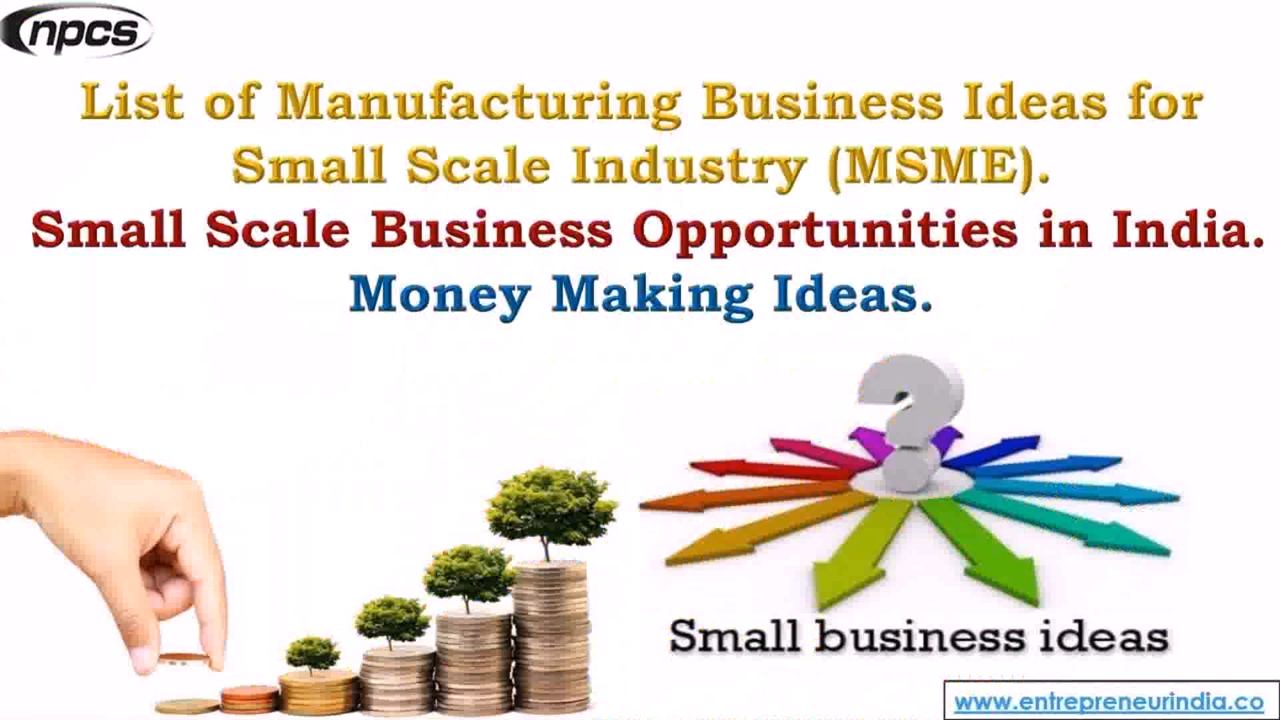 npcs
List of Manufacturing Business Ideas for
Small Scale Industry (MSME).
Small Scale Business Opportunities in India.
Money Making Ideas.
Small business ideas
www.entrepreneurindia.co